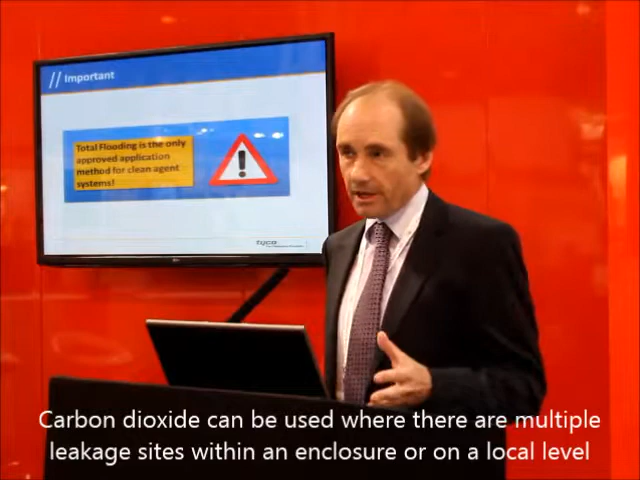 // Important
Total Flooding is the only
approved application
method for clean agent
systems!
tyco
Carbon dioxide can be used where there are multiple
leakage sites within an enclosure or on a local level